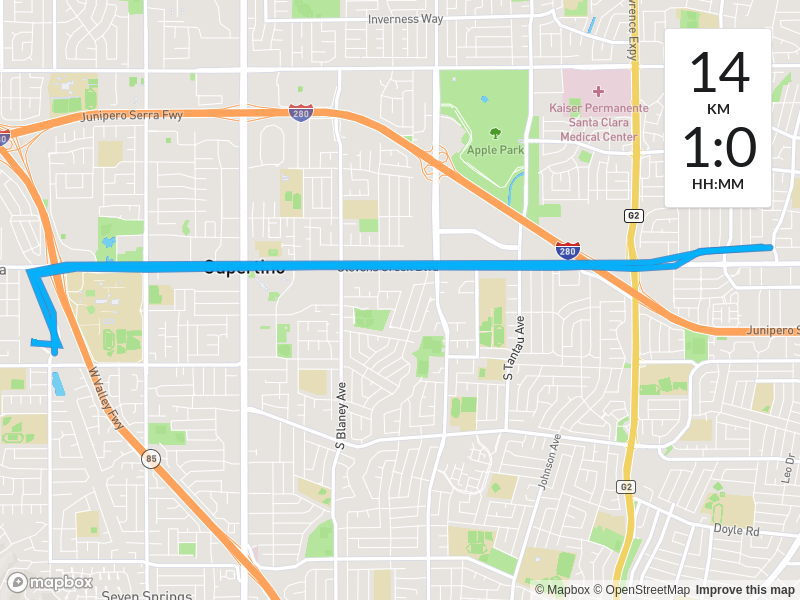 Inverness Way
Lawrence Expy
14
KM
1:0
HH:MM
Kaiser Permanente
Santa Clara
Medical Center
Junipero Serra Fwy
280
Apple Park
G2
280
Cupertino
Stevens Creek Blvd
Junipero S
S Tantau Ave
W Valley Fwy
S Blaney Ave
85
Johnson Ave
Leo Dr
G2
Doyle Rd
mapbox
Seven Springs
© Mapbox © OpenStreetMap Improve this map